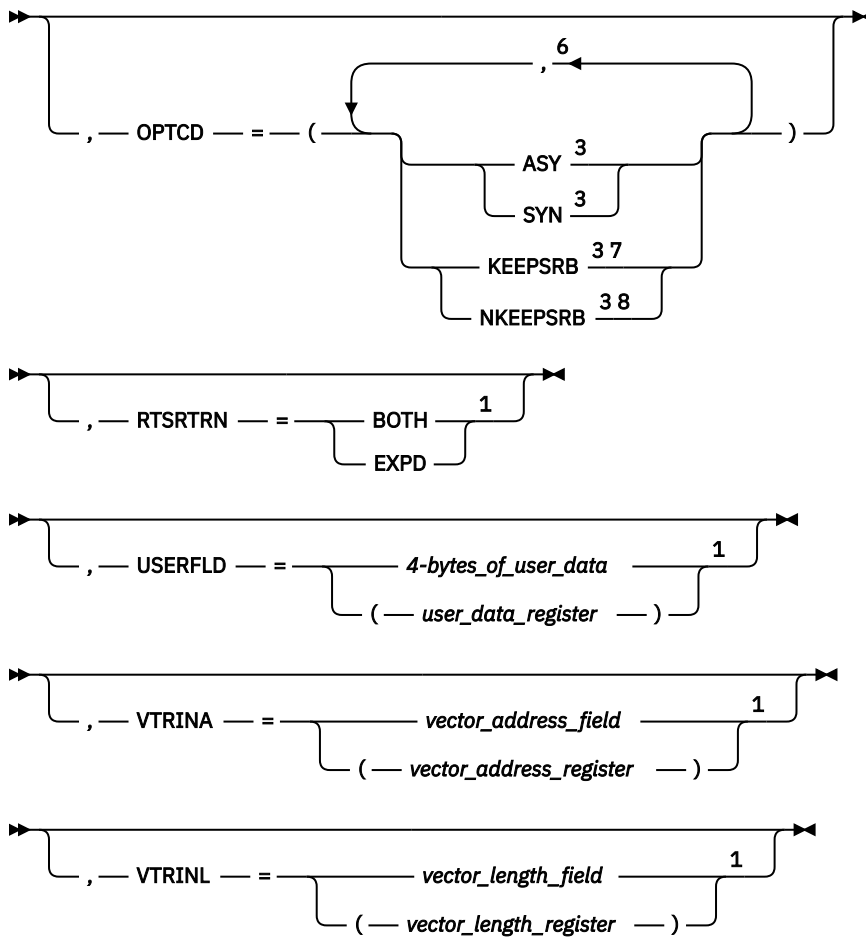 , 6
, OPTCD = ( )
ASY 3
SYN 3
KEEPSRB 3 7
NKEEPSRB 3 8
, RTSRTRN = BOTH 1
EXPD
, USERFLD = 4-bytes_of_user_data 1
( user_data_register )
, VTRINA = vector_address_field 1
( vector_address_register )
, VTRINL = vector_length_field 1
( vector_length_register )